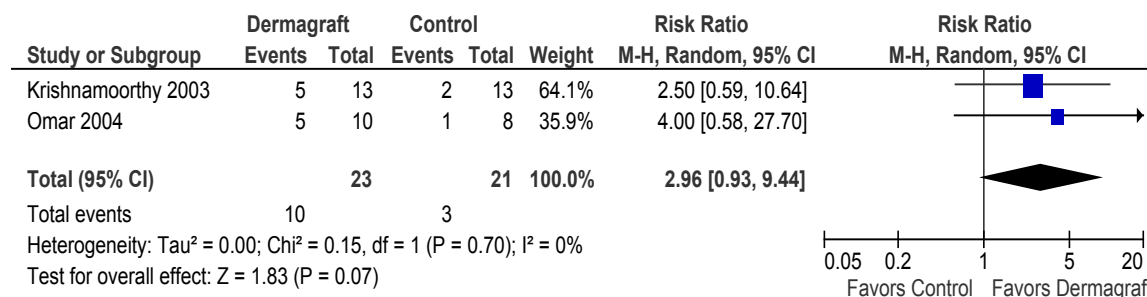 Dermagraft Control Risk Ratio Risk Ratio
Study or Subgroup Events Total Events Total Weight M-H, Random, 95% CI M-H, Random, 95% CI
Krishnamoorthy 2003 5 13 2 13 64.1% 2.50 [0.59, 10.64]
Omar 2004 5 10 1 8 35.9% 4.00 [0.58, 27.70]
Total (95% CI) 23 21 100.0% 2.96 [0.93, 9.44]
Total events 10 3
Heterogeneity: Tau² = 0.00; Chi² = 0.15, df = 1 (P = 0.70); I² = 0%
Test for overall effect: Z = 1.83 (P = 0.07)
0.05 0.2 1 5 20
Favors Control Favors Dermagraf